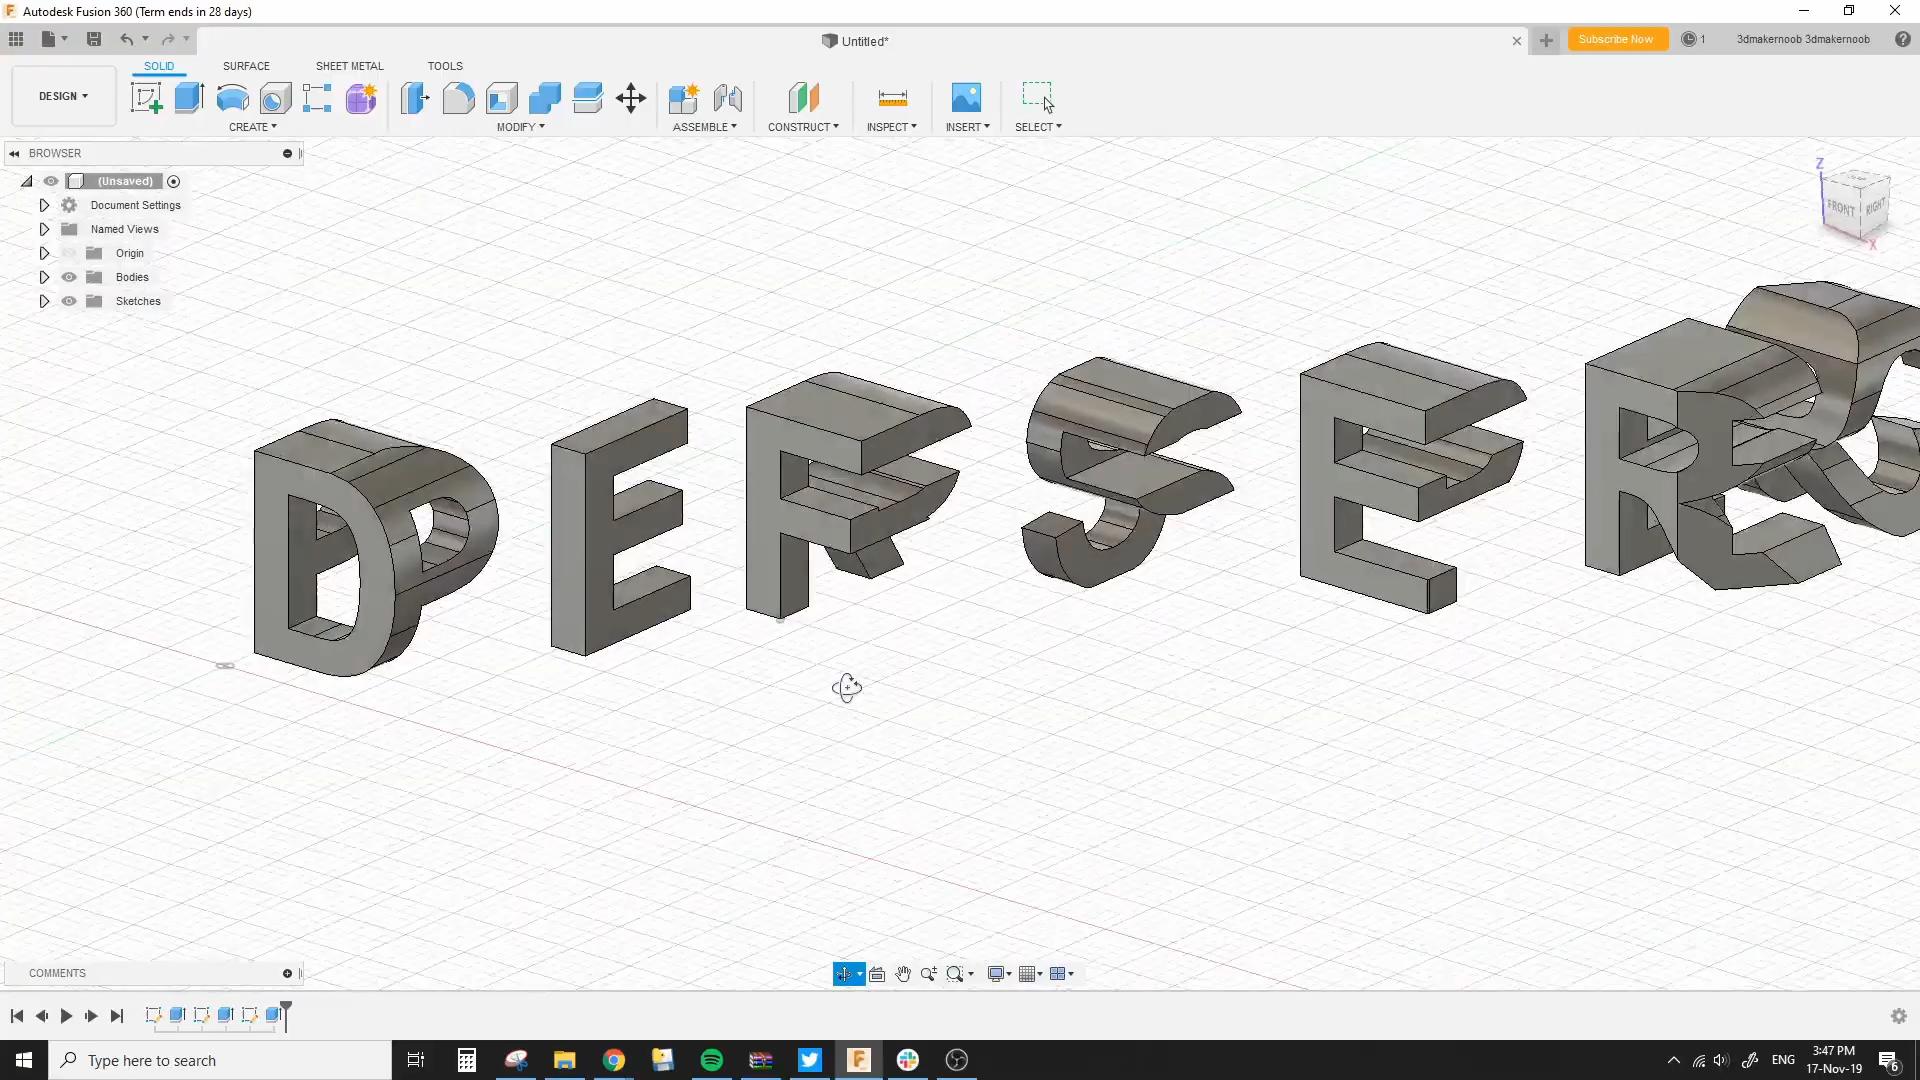 Autodesk Fusion 360 (Term ends in 28 days)
Untitled*
Subscribe Now
1
3dmakernoob 3dmakernoob
SOLID
SURFACE
SHEET METAL
TOOLS
DESIGN
CREATE
MODIFY
ASSEMBLE
CONSTRUCT
INSPECT
INSERT
SELECT
BROWSER
(Unsaved)
Document Settings
Named Views
Origin
Bodies
Sketches
Z
FRONT
RIGHT
X
COMMENTS
Type here to search
ENG
3:47 PM
17-Nov-19
6